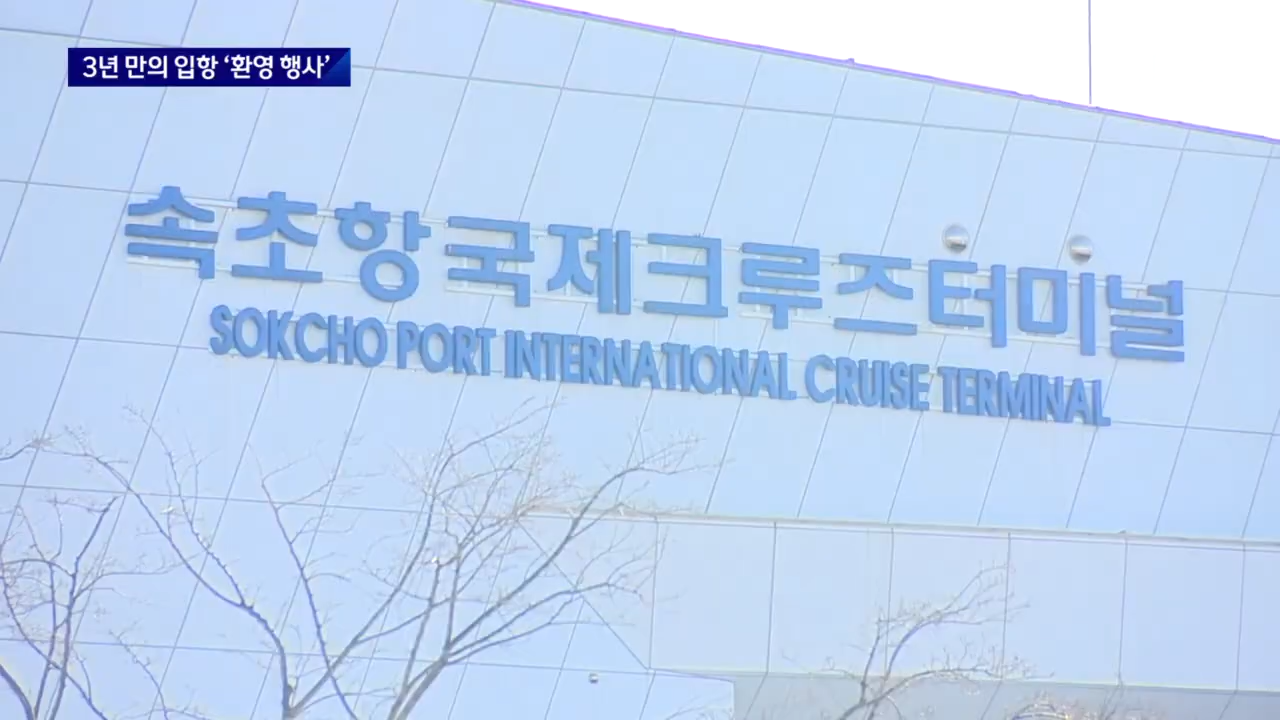 3년 만의 입항 ‘환영 행사’
속초항국제크루즈터미널
SOKCHO PORT INTERNATIONAL CRUISE TERMINAL